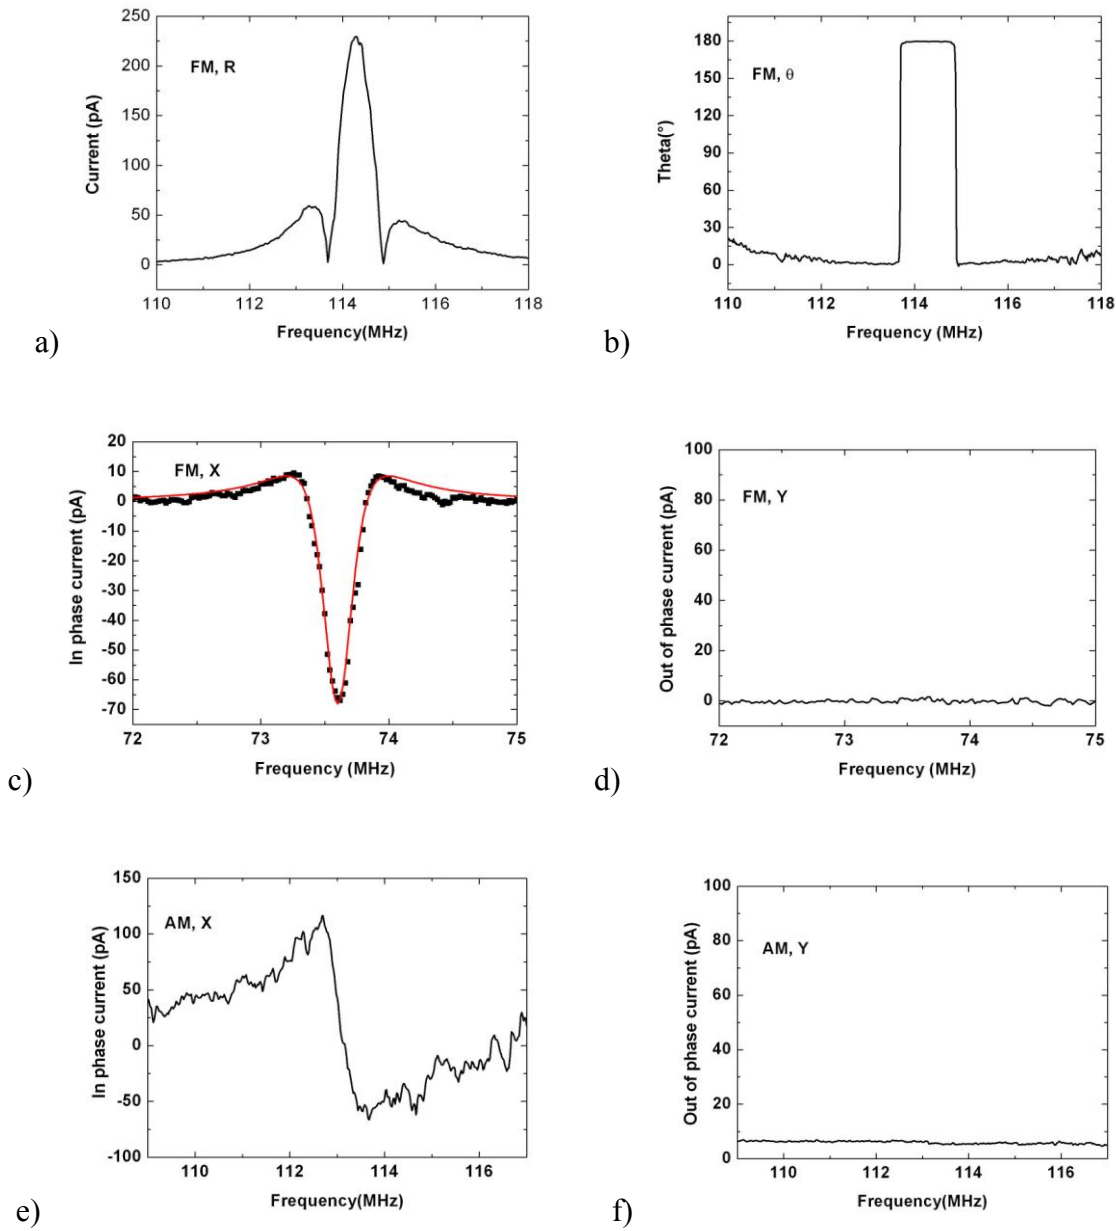 250
200
150
100
50
0
Current (pA)
FM, R
110 112 114 116 118
Frequency(MHz)
a)
180
150
120
90
60
30
0
Theta(°)
FM, θ
110 112 114 116 118
Frequency (MHz)
b)
20
10
0
-10
-20
-30
-40
-50
-60
-70
In phase current (pA)
FM, X
72 73 74 75
Frequency (MHz)
c)
100
80
60
40
20
0
Out of phase current (pA)
FM, Y
72 73 74 75
Frequency (MHz)
d)
150
100
50
0
-50
-100
In phase current (pA)
AM, X
110 112 114 116
Frequency(MHz)
e)
100
80
60
40
20
0
Out of phase current (pA)
AM, Y
110 112 114 116
Frequency(MHz)
f)